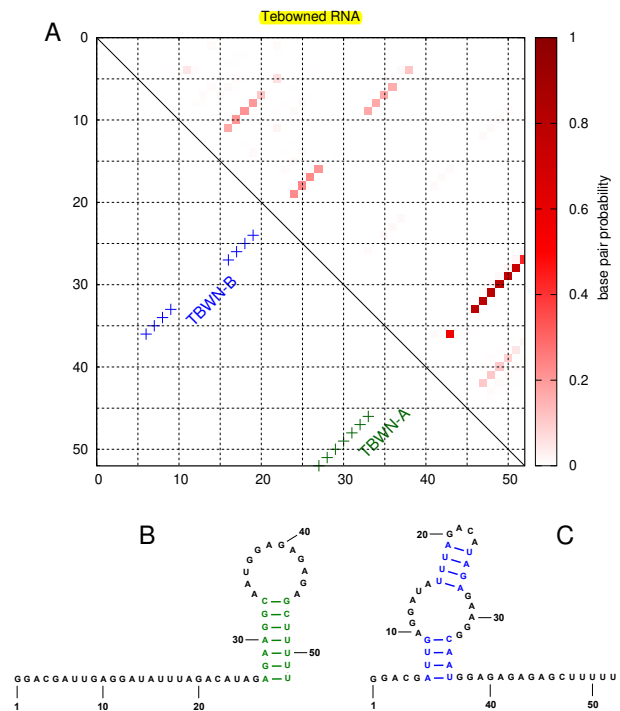 Tebowned RNA
A
0
10
20
30
40
50
0
10
20
30
40
50
TBWN-B
TBWN-A
1
0.8
0.6
0.4
0.2
0
base pair probability
B
40
A A U G G A G A G A G A
C G
G C
G U
30 A U
A U 50
G U
G G A C G A U U G A G G A U A U U U A G A C A U A G A U
1 10 20
C
20
G A C A
A U
U A
U G
U A
A U A G G A
10
G A A G G
30
G C
U A
U A
G G A C G A U G G A G A G A G C U U U U U
1 40 50